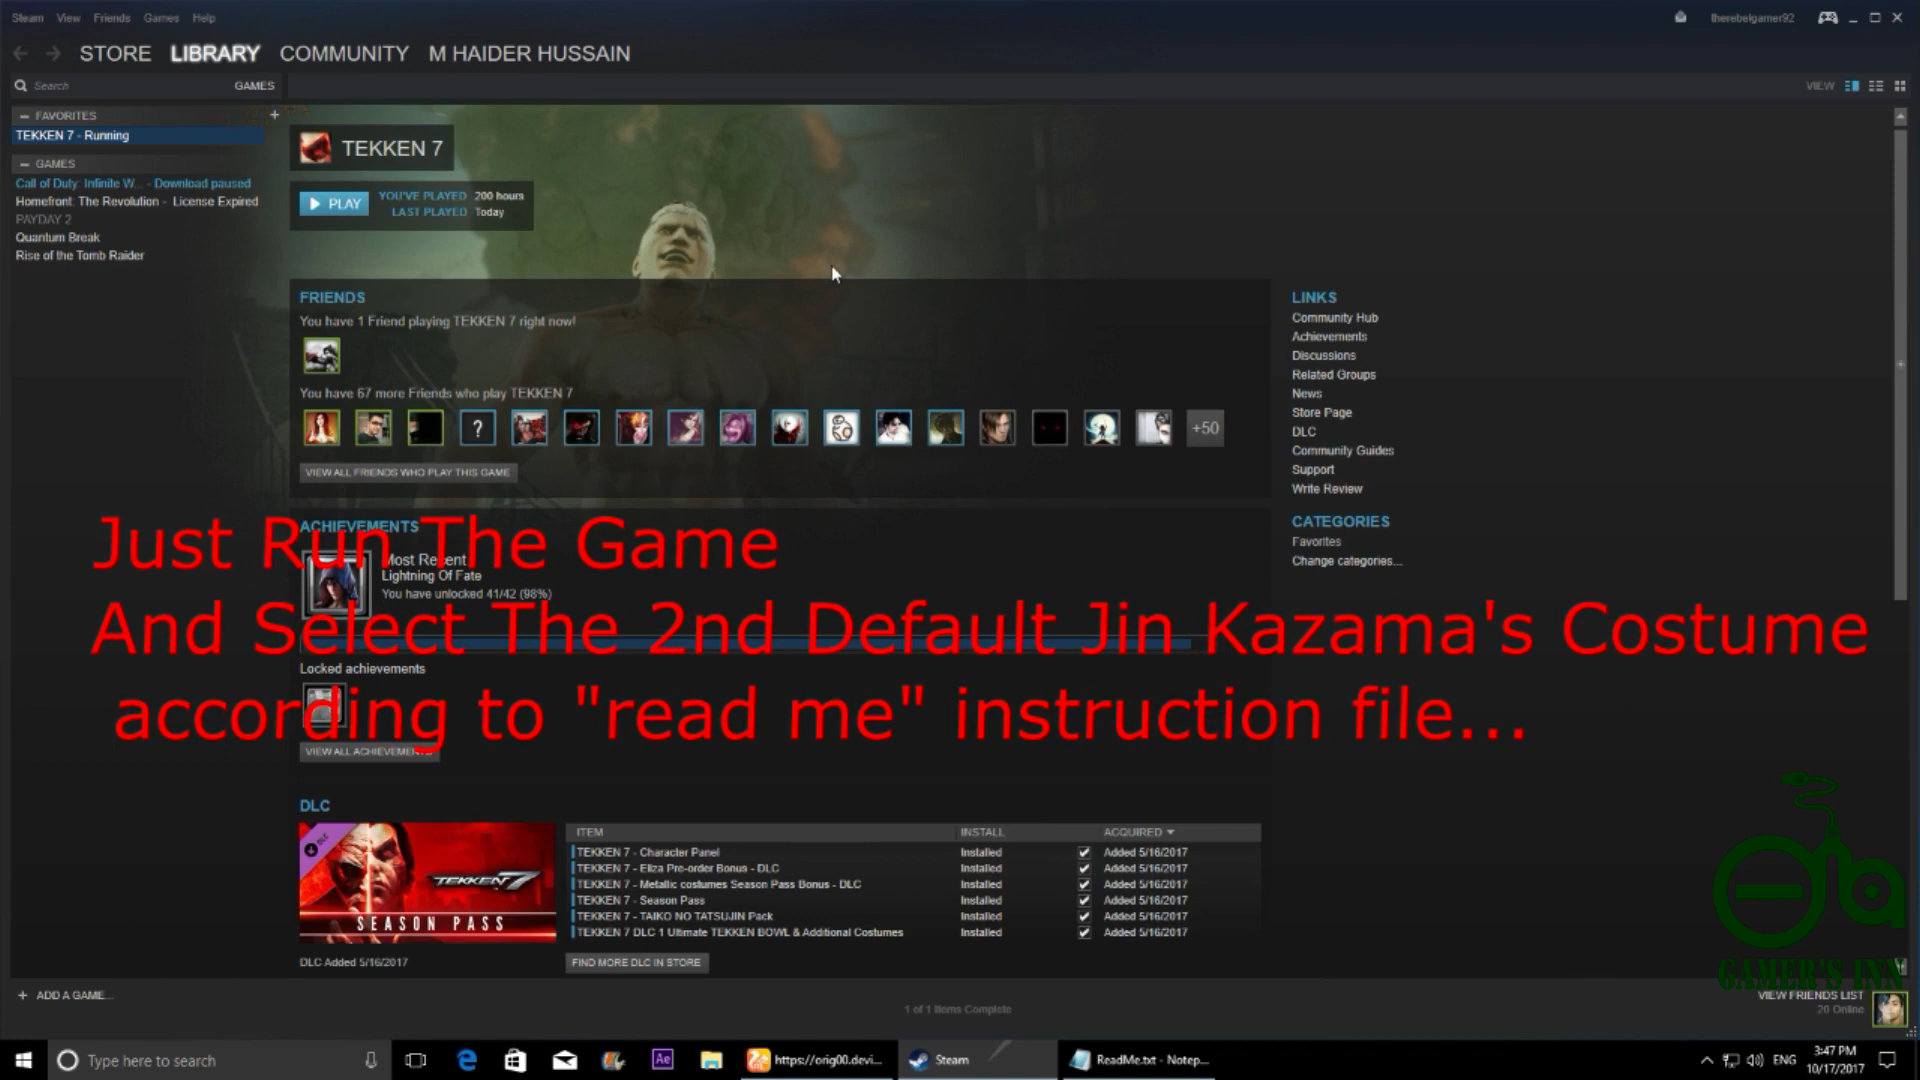 Steam View Friends Games Help
therebelgamer92
STORE LIBRARY COMMUNITY M HAIDER HUSSAIN
Search GAMES
VIEW
FAVORITES
TEKKEN 7 - Running
GAMES
Call of Duty: Infinite W... - Download paused
Homefront: The Revolution - License Expired
PAYDAY 2
Quantum Break
Rise of the Tomb Raider
TEKKEN 7
PLAY
YOU'VE PLAYED 200 hours
LAST PLAYED Today
FRIENDS
You have 1 Friend playing TEKKEN 7 right now!
You have 67 more Friends who play TEKKEN 7
?
+50
VIEW ALL FRIENDS WHO PLAY THIS GAME
LINKS
Community Hub
Achievements
Discussions
Related Groups
News
Store Page
DLC
Community Guides
Support
Write Review
CATEGORIES
Favorites
Change categories...
ACHIEVEMENTS
Most Recent
Lightning Of Fate
You have unlocked 41/42 (98%)
Locked achievements
VIEW ALL ACHIEVEMENTS
Just Run The Game
And Select The 2nd Default Jin Kazama's Costume
according to "read me" instruction file...
DLC
DLC
TEKKEN 7
SEASON PASS
DLC Added 5/16/2017
ITEM INSTALL ACQUIRED
TEKKEN 7 - Character Panel Installed Added 5/16/2017
TEKKEN 7 - Eliza Pre-order Bonus - DLC Installed Added 5/16/2017
TEKKEN 7 - Metallic costumes Season Pass Bonus - DLC Installed Added 5/16/2017
TEKKEN 7 - Season Pass Installed Added 5/16/2017
TEKKEN 7 - TAIKO NO TATSUJIN Pack Installed Added 5/16/2017
TEKKEN 7 DLC 1 Ultimate TEKKEN BOWL & Additional Costumes Installed Added 5/16/2017
FIND MORE DLC IN STORE
GAMER'S INN
+ ADD A GAME...
1 of 1 Items Complete
VIEW FRIENDS LIST
20 Online
Type here to search
Ae
https://orig00.devi...
Steam
ReadMe.txt - Notep...
ENG
3:47 PM
10/17/2017